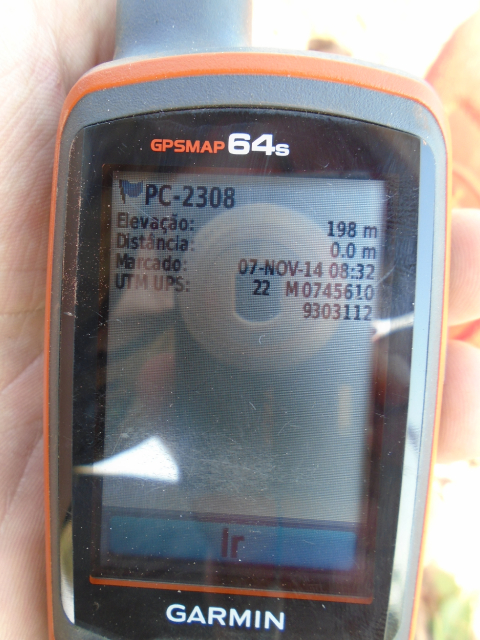 GPSMAP 64s
PC-2308
Elevação: 198 m
Distância: 0.0 m
Marcado: 07-NOV-14 08:32
UTM UPS: 22 M 0745610
9303112
Ir
GARMIN